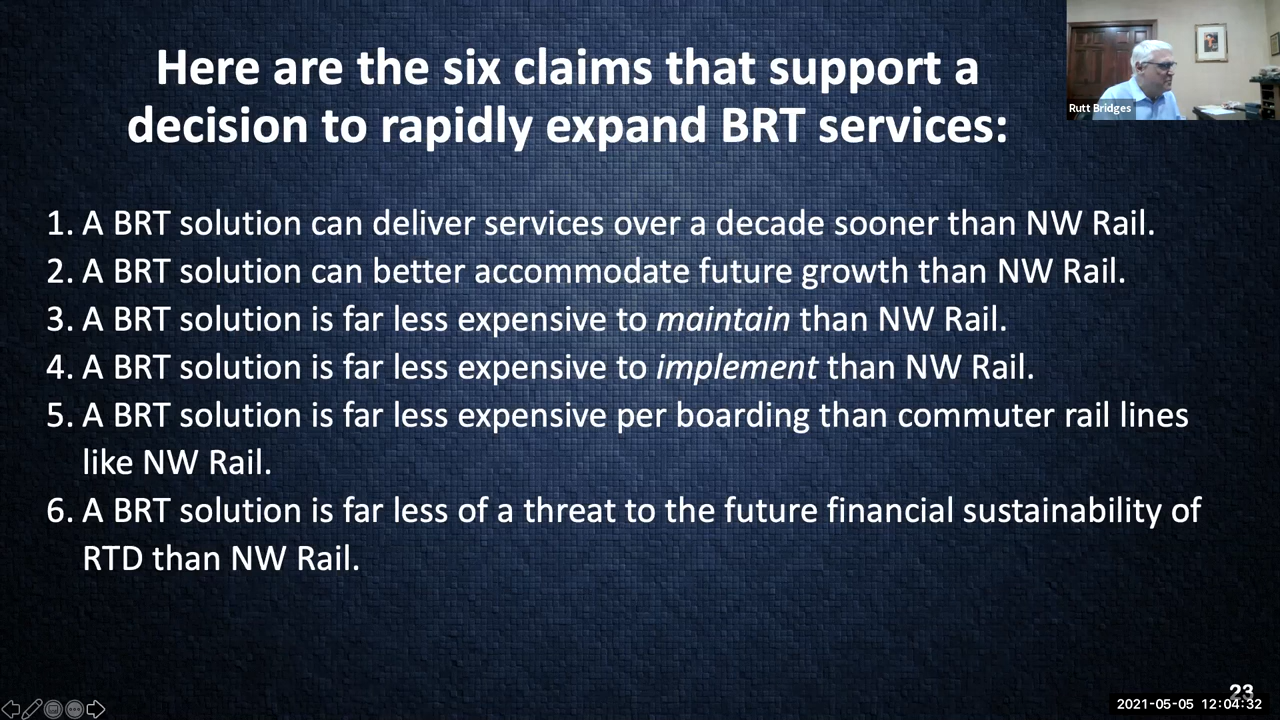 Here are the six claims that support a
decision to rapidly expand BRT services:
Rutt Bridges
1. A BRT solution can deliver services over a decade sooner than NW Rail.
2. A BRT solution can better accommodate future growth than NW Rail.
3. A BRT solution is far less expensive to maintain than NW Rail.
4. A BRT solution is far less expensive to implement than NW Rail.
5. A BRT solution is far less expensive per boarding than commuter rail lines
like NW Rail.
6. A BRT solution is far less of a threat to the future financial sustainability of
RTD than NW Rail.
23
2021-05-05 12:04:32